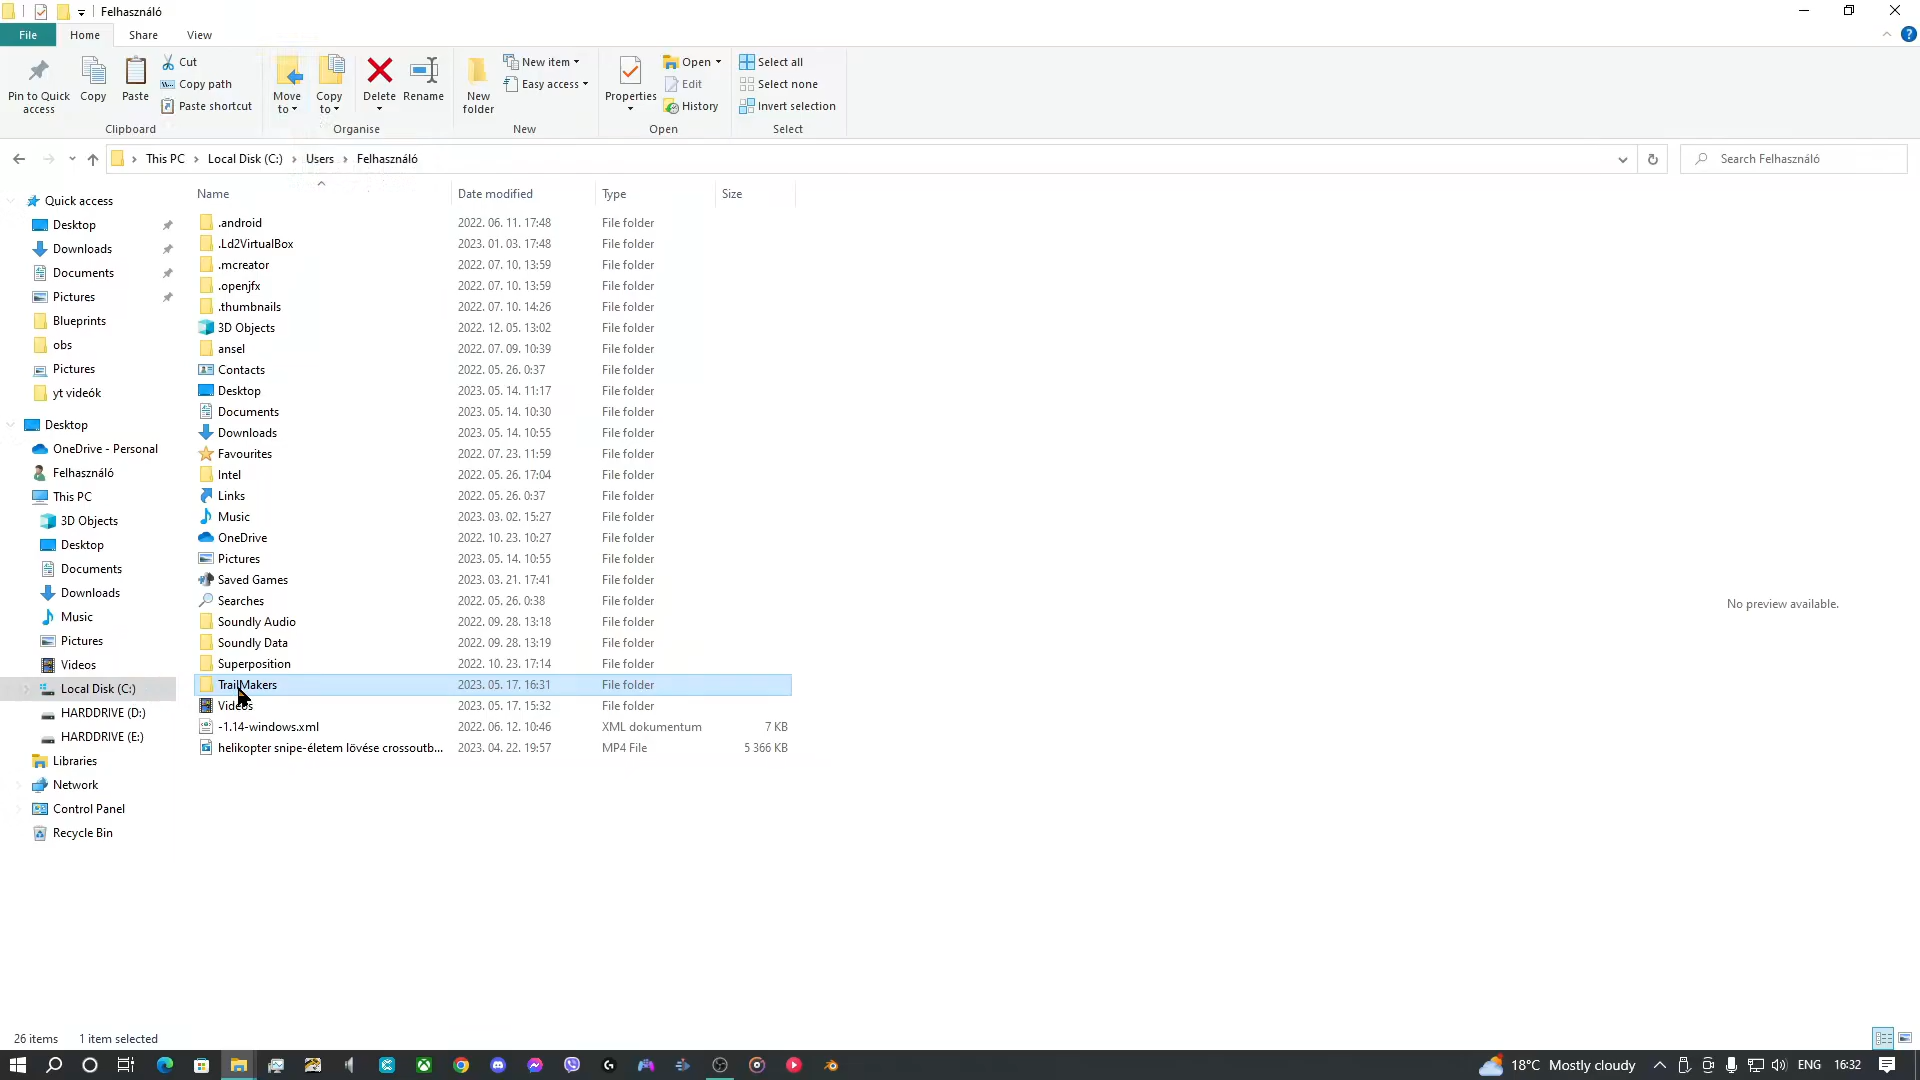 Felhasználó
File
Home
Share
View
Pin to Quick access
Copy
Paste
Cut
Copy path
Paste shortcut
Clipboard
Move to
Copy to
Delete
Rename
Organise
New folder
New item
Easy access
New
Properties
Open
Edit
History
Open
Select all
Select none
Invert selection
Select
This PC
Local Disk (C:)
Users
Felhasználó
Search Felhasználó
Quick access
Desktop
Downloads
Documents
Pictures
Blueprints
obs
Pictures
yt videók
Desktop
OneDrive - Personal
Felhasználó
This PC
3D Objects
Desktop
Documents
Downloads
Music
Pictures
Videos
Local Disk (C:)
HARDDRIVE (D:)
HARDDRIVE (E:)
Libraries
Network
Control Panel
Recycle Bin
Name Date modified Type Size
.android 2022. 06. 11. 17:48 File folder
.Ld2VirtualBox 2023. 01. 03. 17:48 File folder
.mcreator 2022. 07. 10. 13:59 File folder
.openjfx 2022. 07. 10. 13:59 File folder
.thumbnails 2022. 07. 10. 14:26 File folder
3D Objects 2022. 12. 05. 13:02 File folder
ansel 2022. 07. 09. 10:39 File folder
Contacts 2022. 05. 26. 0:37 File folder
Desktop 2023. 05. 14. 11:17 File folder
Documents 2023. 05. 14. 10:30 File folder
Downloads 2023. 05. 14. 10:55 File folder
Favourites 2022. 07. 23. 11:59 File folder
Intel 2022. 05. 26. 17:04 File folder
Links 2022. 05. 26. 0:37 File folder
Music 2023. 03. 02. 15:27 File folder
OneDrive 2022. 10. 23. 10:27 File folder
Pictures 2023. 05. 14. 10:55 File folder
Saved Games 2023. 03. 21. 17:41 File folder
Searches 2022. 05. 26. 0:38 File folder
Soundly Audio 2022. 09. 28. 13:18 File folder
Soundly Data 2022. 09. 28. 13:19 File folder
Superposition 2022. 10. 23. 17:14 File folder
TrailMakers 2023. 05. 17. 16:31 File folder
Videos 2023. 05. 17. 15:32 File folder
-1.14-windows.xml 2022. 06. 12. 10:46 XML dokumentum 7 KB
helikopter snipe-életem lövése crossoutb... 2023. 04. 22. 19:57 MP4 File 5 366 KB
No preview available.
26 items 1 item selected
18°C Mostly cloudy ENG 16:32